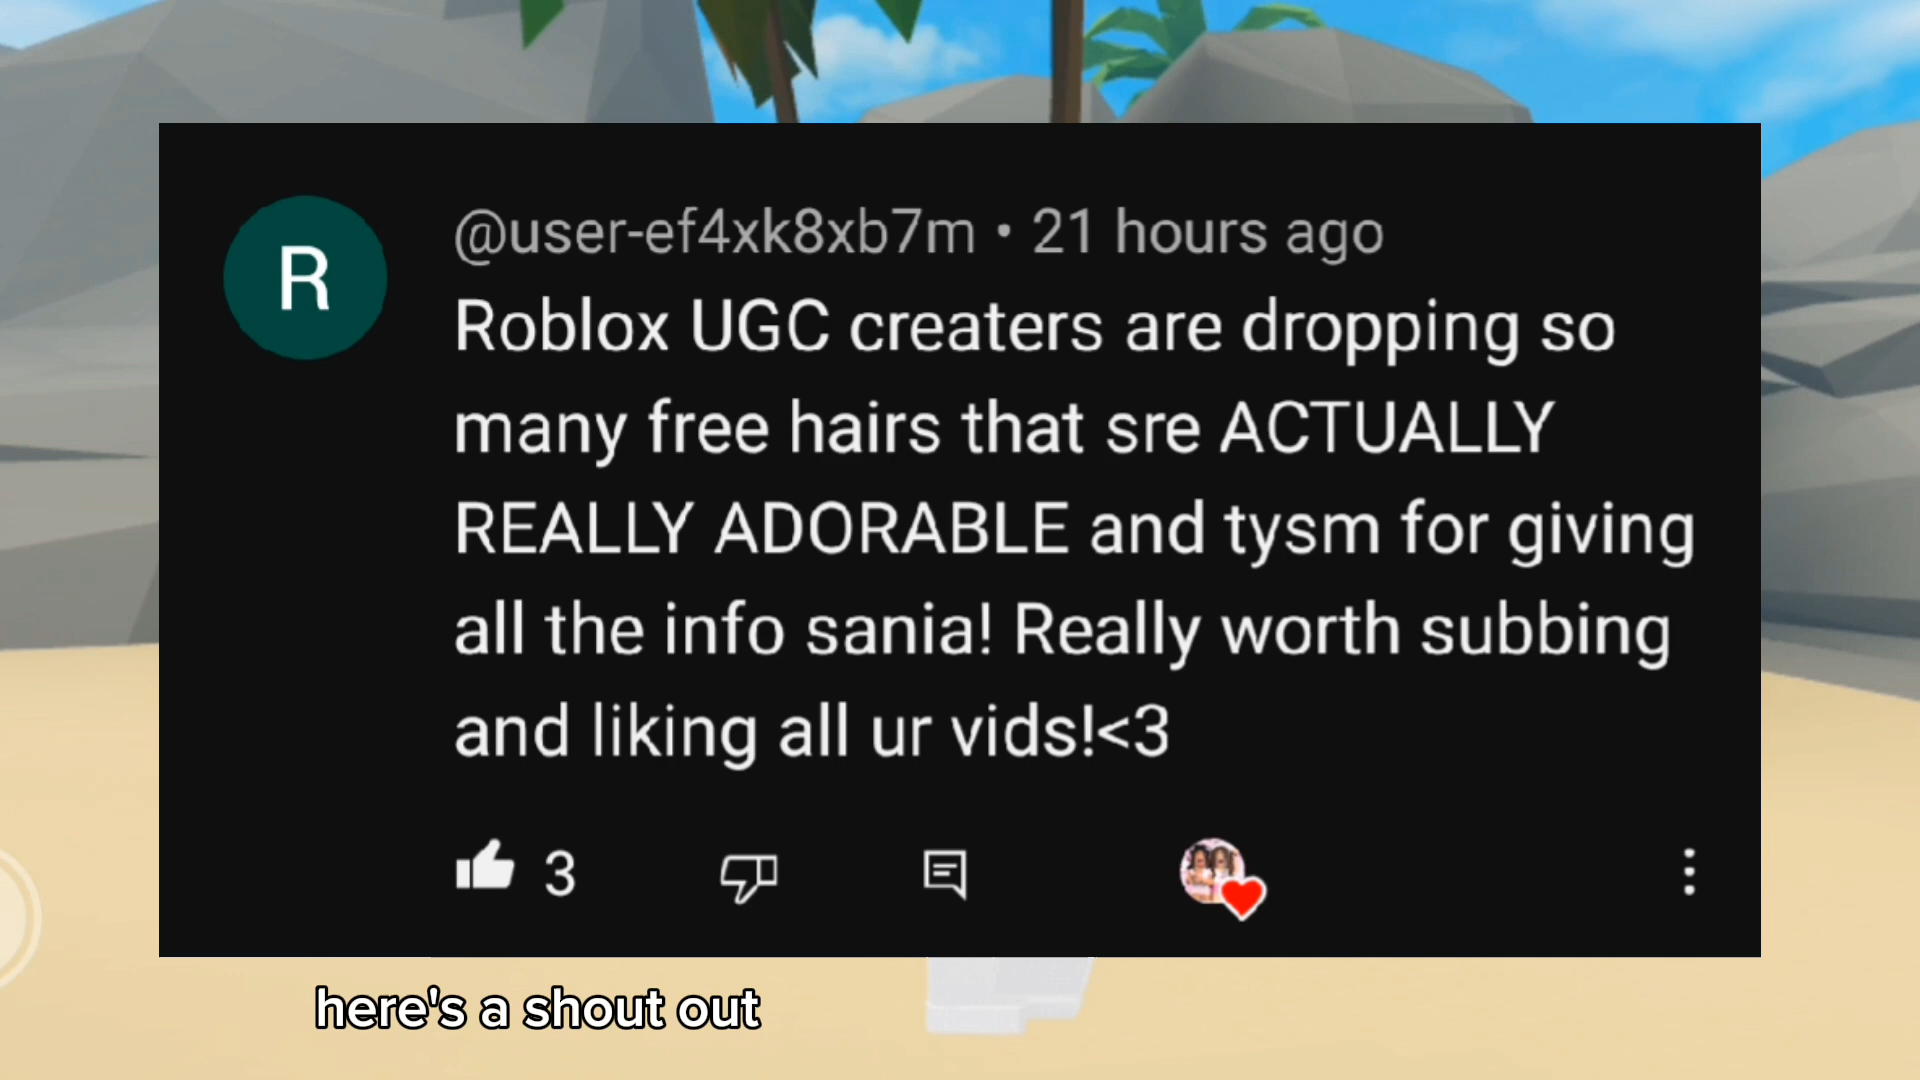 R
@user-ef4xk8xb7m • 21 hours ago
Roblox UGC creaters are dropping so
many free hairs that sre ACTUALLY
REALLY ADORABLE and tysm for giving
all the info sania! Really worth subbing
and liking all ur vids!<3
3
here's a shout out